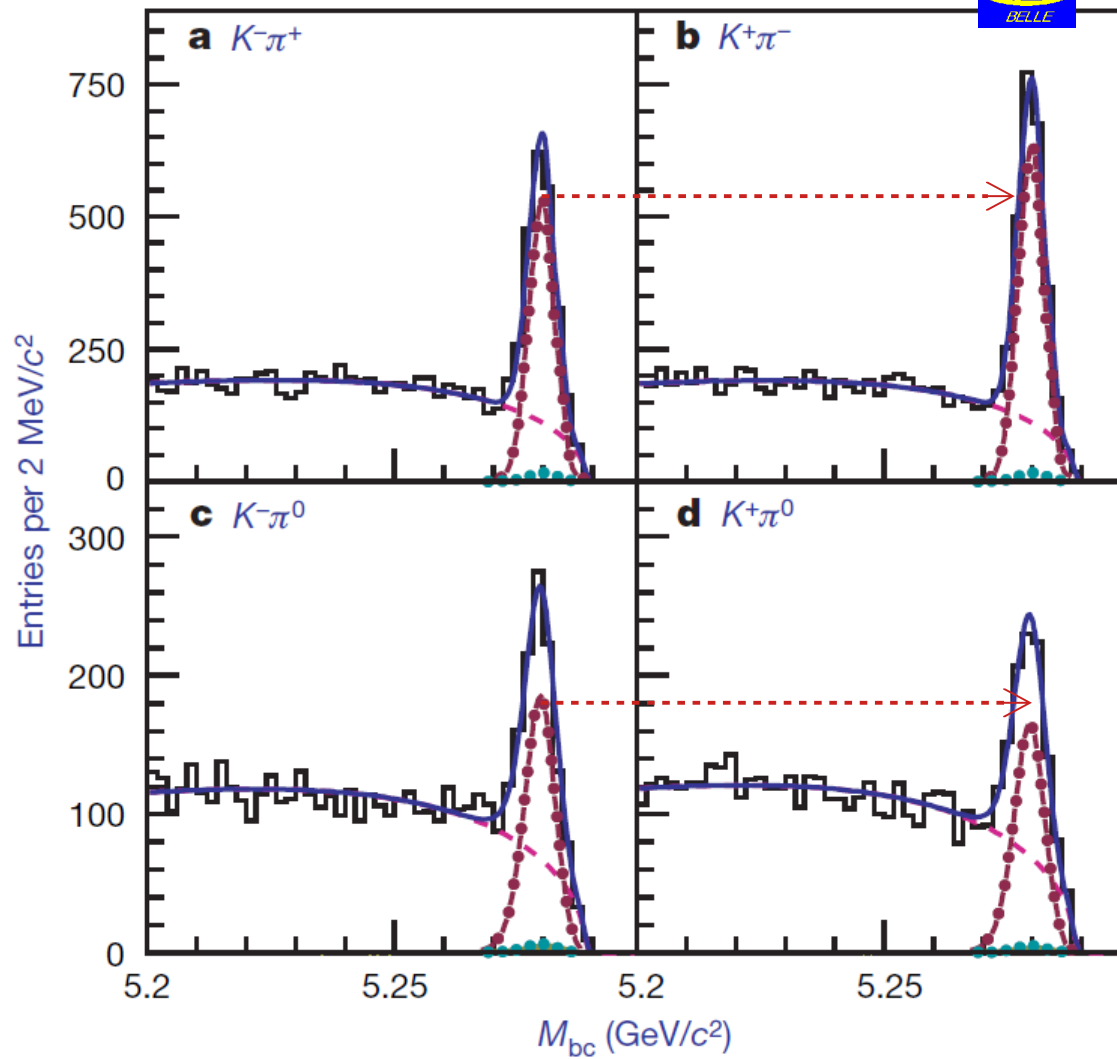 BELLE
a K⁻π⁺
b K⁺π⁻
750
500
250
0
c K⁻π⁰
d K⁺π⁰
300
200
100
0
Entries per 2 MeV/c²
5.2
5.25
5.2
5.25
M_bc (GeV/c²)